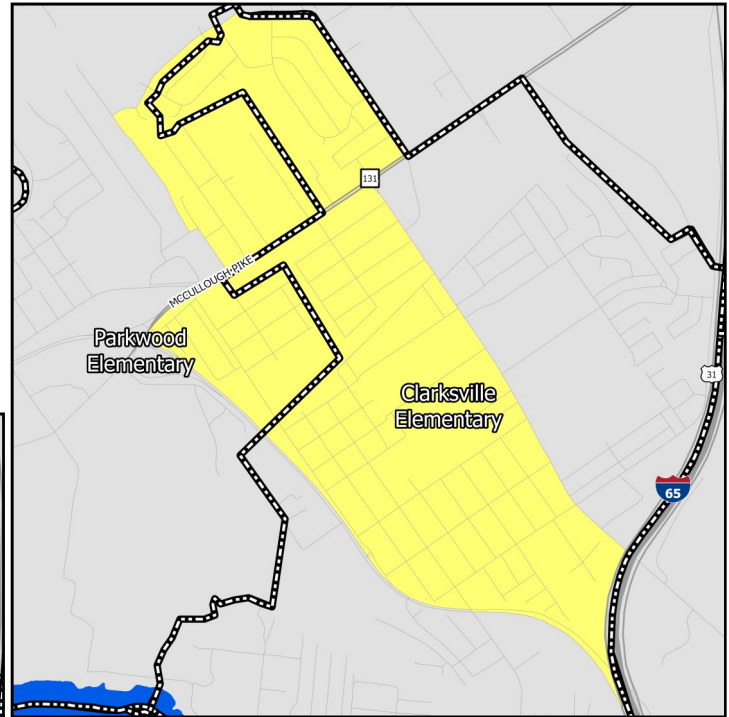 131
MCCULLOUGH PIKE
Parkwood
Elementary
Clarksville
Elementary
31
65